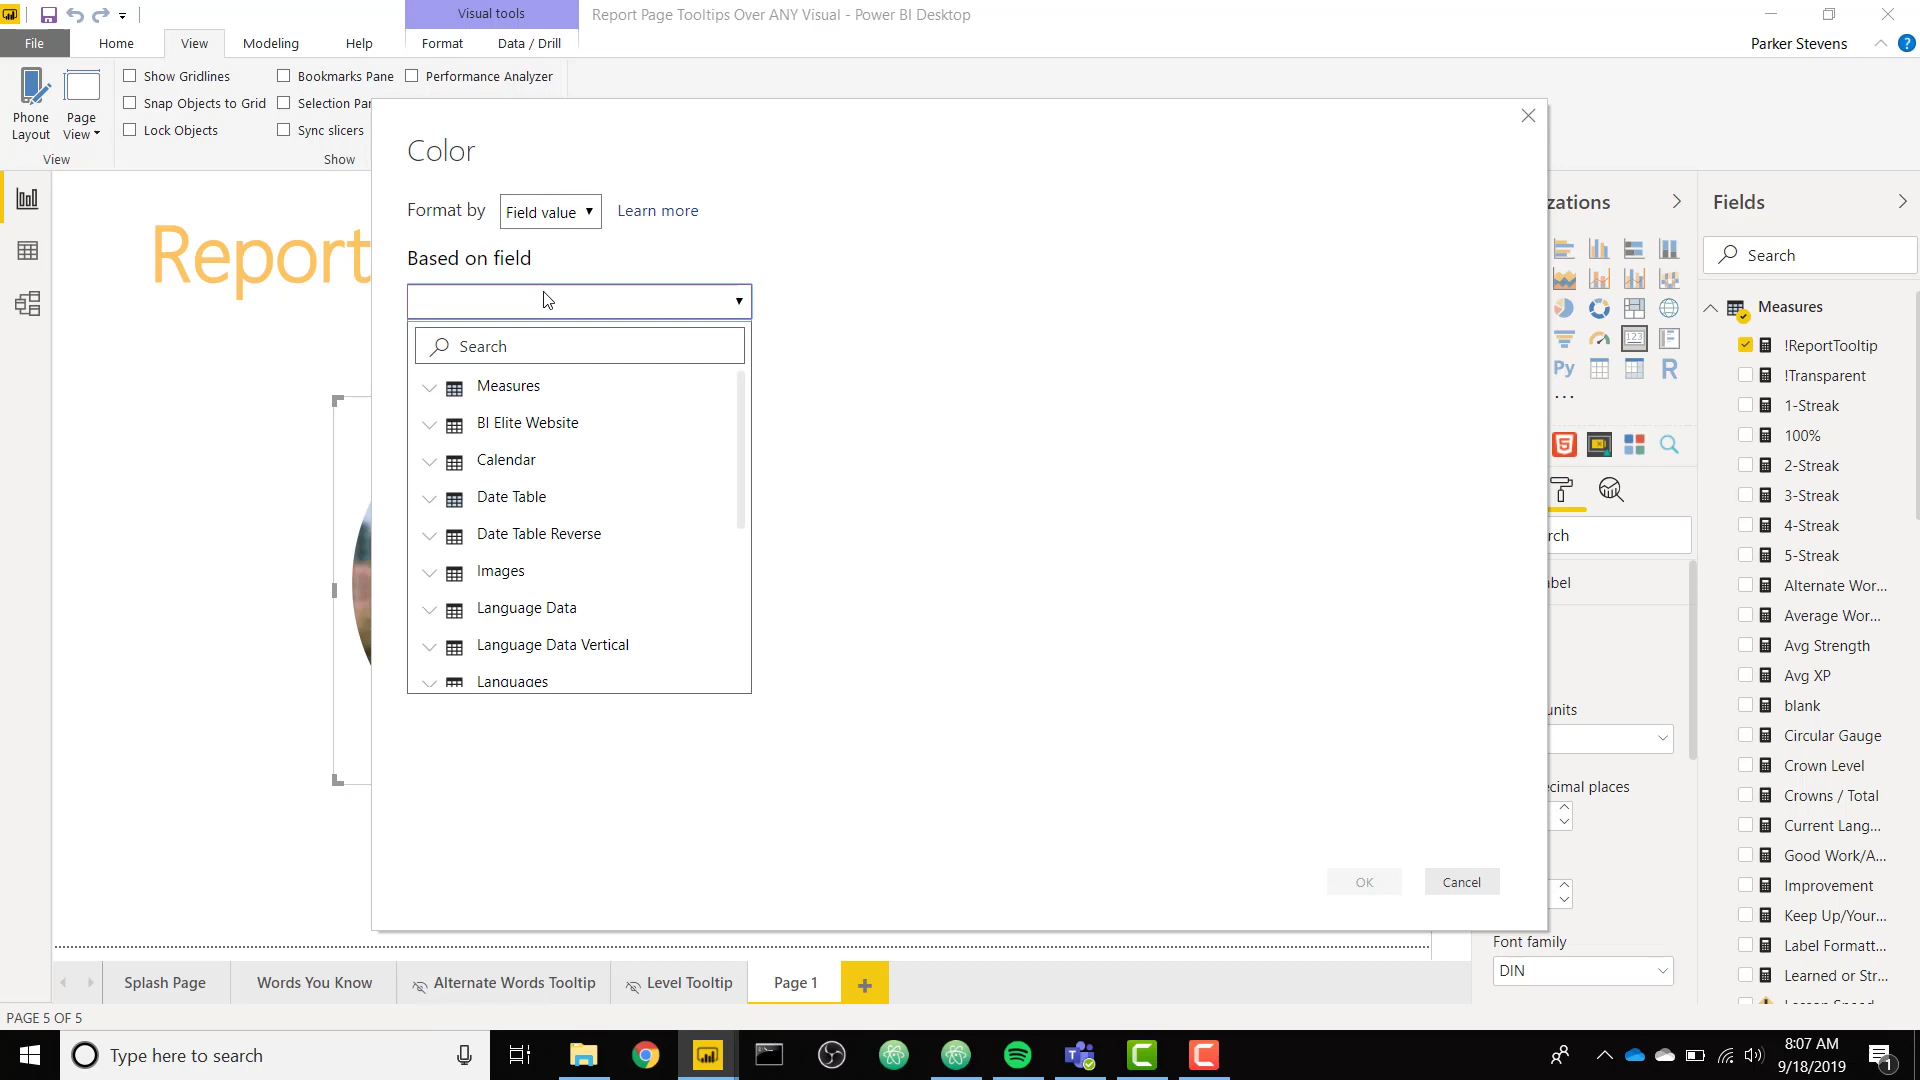 Visual tools
Report Page Tooltips Over ANY Visual - Power BI Desktop
File
Home
View
Modeling
Help
Format
Data / Drill
Parker Stevens
Show Gridlines
Bookmarks Pane
Performance Analyzer
Snap Objects to Grid
Selection Pan
Lock Objects
Sync slicers
Phone
Layout
Page
View
View
Show
Color
Format by
Field value
Learn more
Based on field
Search
Measures
BI Elite Website
Calendar
Date Table
Date Table Reverse
Images
Language Data
Language Data Vertical
Languages
OK
Cancel
Report
zations
Py
R
...
rch
bel
units
cimal places
Font family
DIN
Fields
Search
Measures
!ReportTooltip
!Transparent
1-Streak
100%
2-Streak
3-Streak
4-Streak
5-Streak
Alternate Wor...
Average Wor...
Avg Strength
Avg XP
blank
Circular Gauge
Crown Level
Crowns / Total
Current Lang...
Good Work/A...
Improvement
Keep Up/Your...
Label Formatt...
Learned or Str...
Splash Page
Words You Know
Alternate Words Tooltip
Level Tooltip
Page 1
PAGE 5 OF 5
Type here to search
8:07 AM
9/18/2019
1